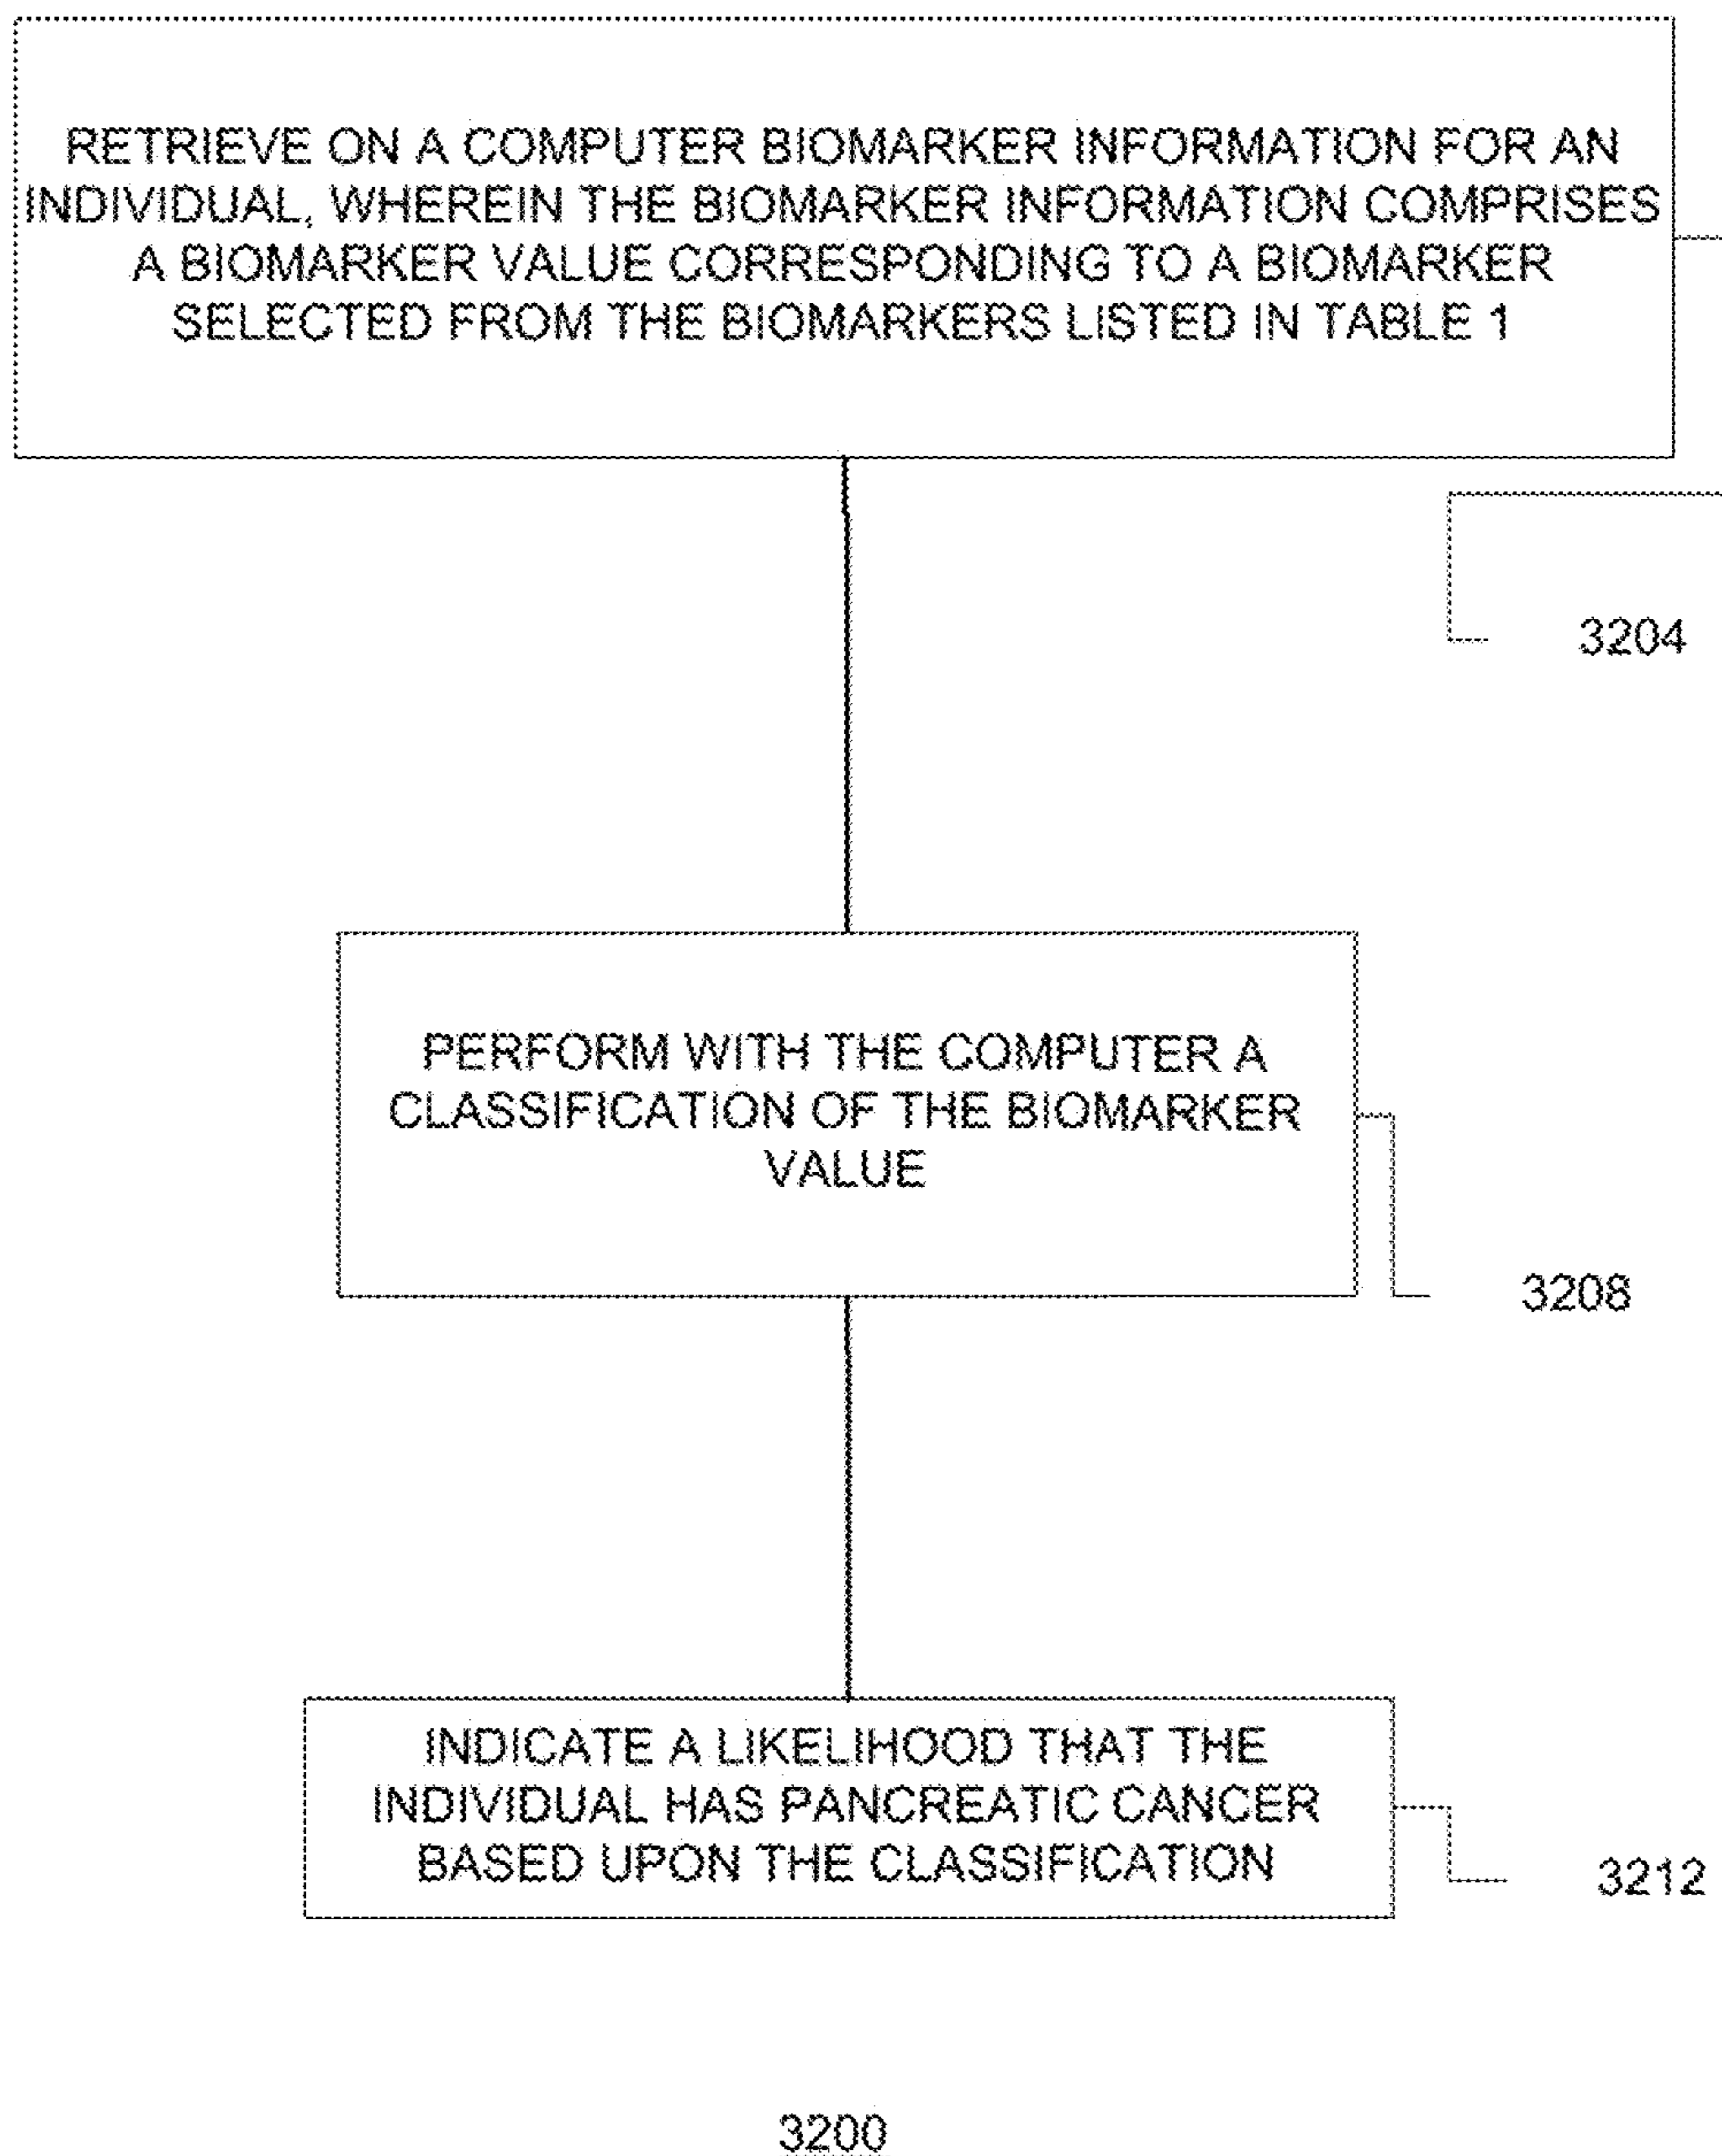 RETRIEVE ON A COMPUTER BIOMARKER INFORMATION FOR AN
INDIVIDUAL, WHEREIN THE BIOMARKER INFORMATION COMPRISES
A BIOMARKER VALUE CORRESPONDING TO A BIOMARKER
SELECTED FROM THE BIOMARKERS LISTED IN TABLE 1
3204
PERFORM WITH THE COMPUTER A
CLASSIFICATION OF THE BIOMARKER
VALUE
3208
INDICATE A LIKELIHOOD THAT THE
INDIVIDUAL HAS PANCREATIC CANCER
BASED UPON THE CLASSIFICATION
3212
3200